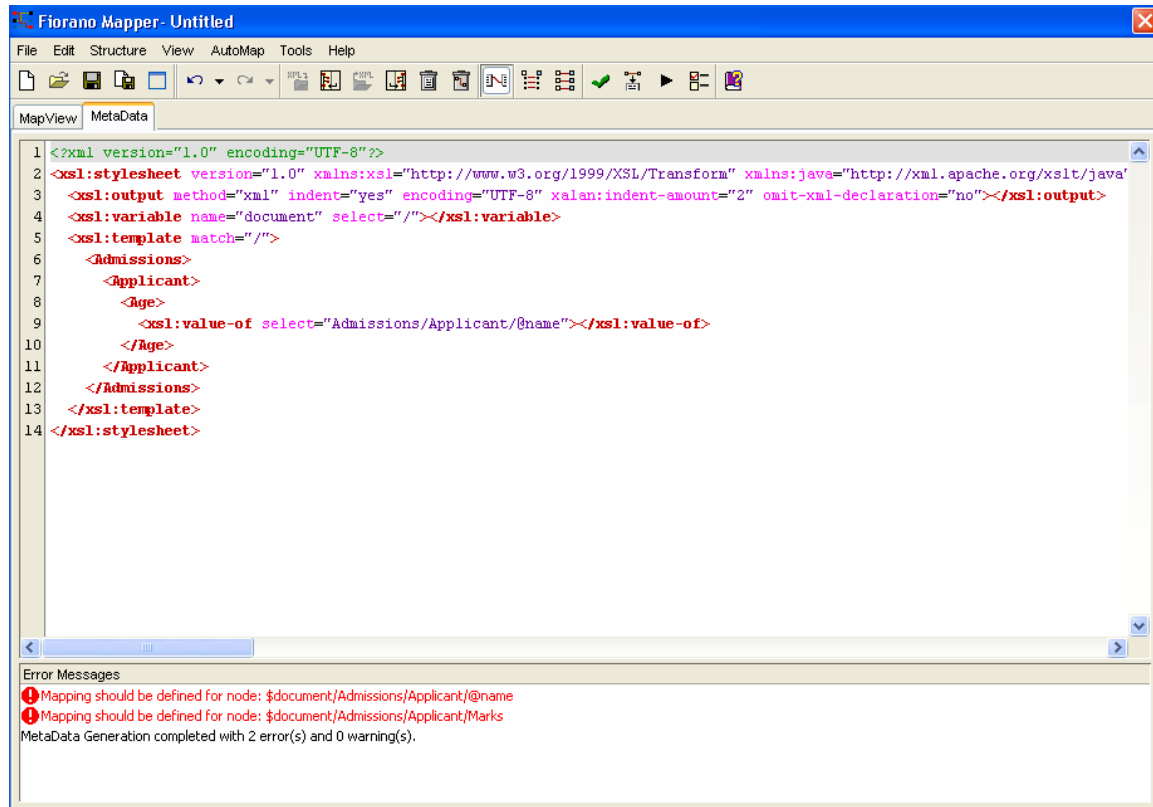 Fiorano Mapper- Untitled
File Edit Structure View AutoMap Tools Help
MapView MetaData
1 <?xml version="1.0" encoding="UTF-8"?>
2 <xsl:stylesheet version="1.0" xmlns:xsl="http://www.w3.org/1999/XSL/Transform" xmlns:java="http://xml.apache.org/xslt/java"
3 <xsl:output method="xml" indent="yes" encoding="UTF-8" xalan:indent-amount="2" omit-xml-declaration="no"></xsl:output>
4 <xsl:variable name="document" select="/"></xsl:variable>
5 <xsl:template match="/">
6 <Admissions>
7 <Applicant>
8 <Age>
9 <xsl:value-of select="Admissions/Applicant/@name"></xsl:value-of>
10 </Age>
11 </Applicant>
12 </Admissions>
13 </xsl:template>
14 </xsl:stylesheet>
Error Messages
Mapping should be defined for node: $document/Admissions/Applicant/@name
Mapping should be defined for node: $document/Admissions/Applicant/Marks
MetaData Generation completed with 2 error(s) and 0 warning(s).